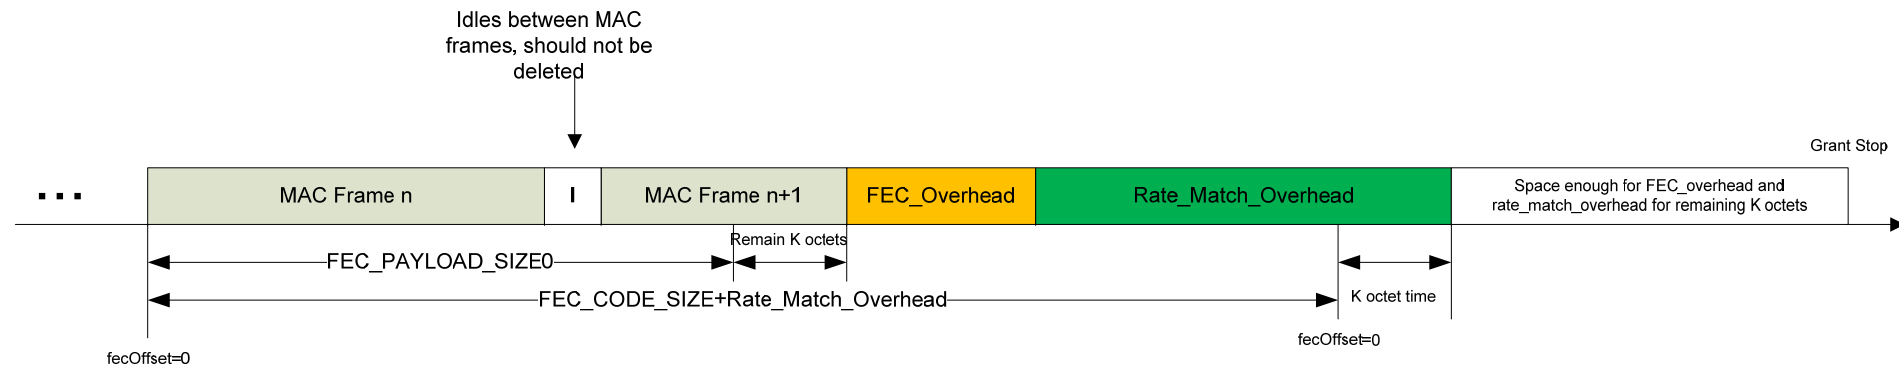 Idles between MAC
frames, should not be
deleted
Grant Stop
...
MAC Frame n
I
MAC Frame n+1
FEC_Overhead
Rate_Match_Overhead
Space enough for FEC_overhead and
rate_match_overhead for remaining K octets
Remain K octets
FEC_PAYLOAD_SIZE0
FEC_CODE_SIZE+Rate_Match_Overhead
K octet time
fecOffset=0
fecOffset=0